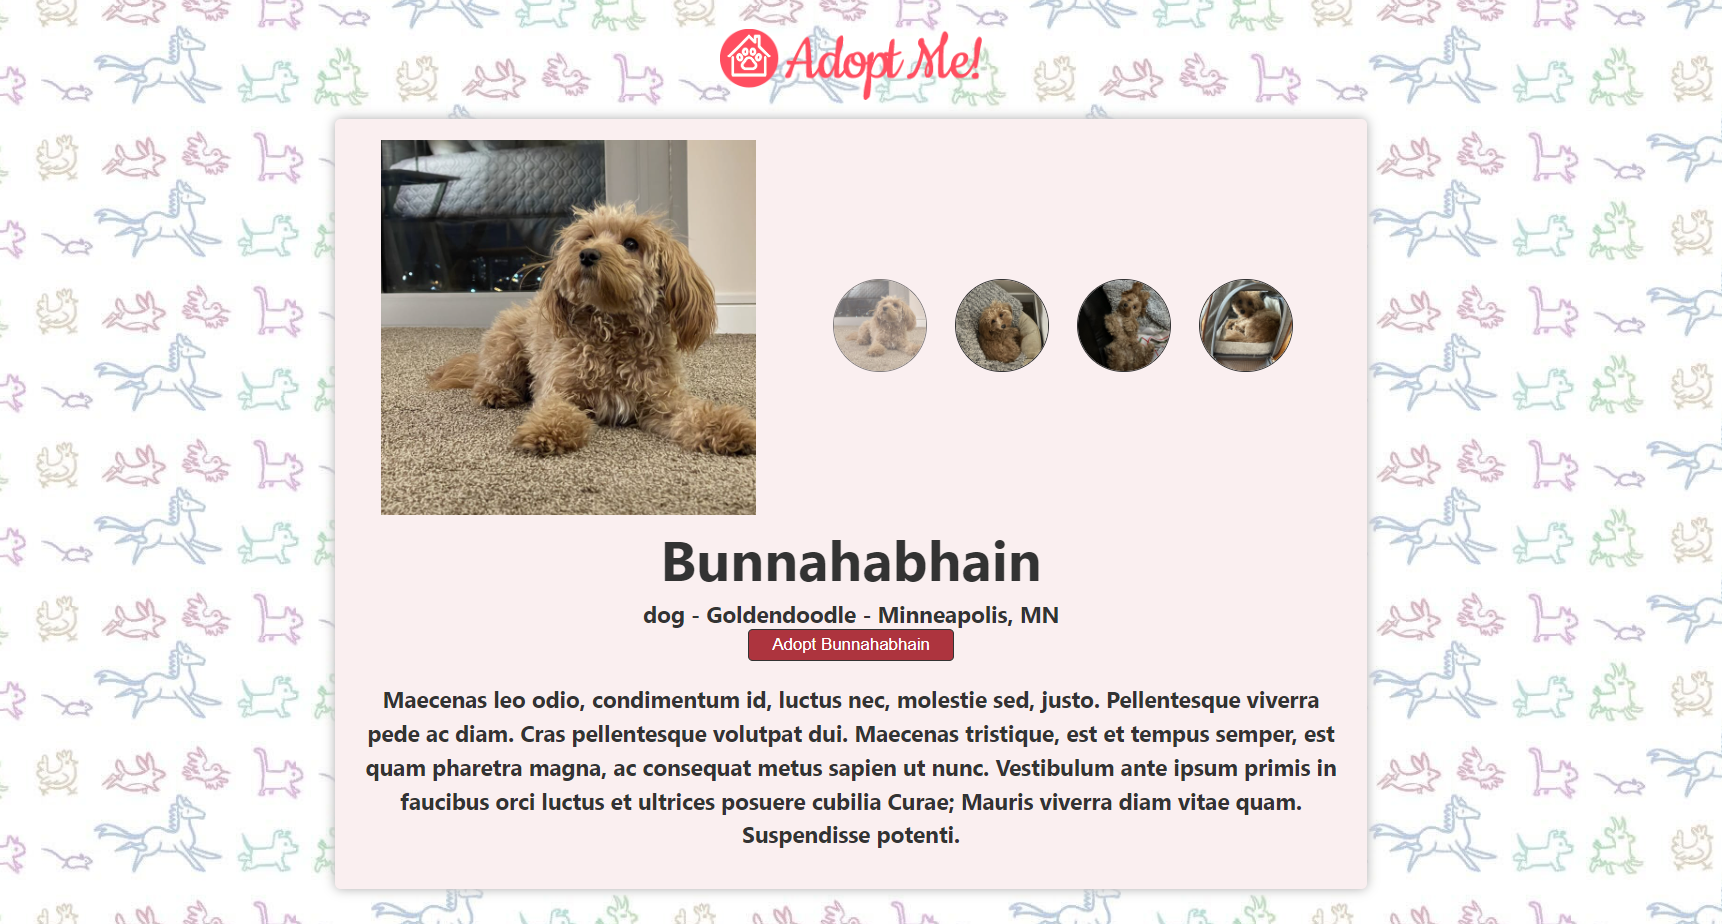 Adopt Me!
Bunnahabhain
dog - Goldendoodle - Minneapolis, MN
Adopt Bunnahabhain
Maecenas leo odio, condimentum id, luctus nec, molestie sed, justo. Pellentesque viverra
pede ac diam. Cras pellentesque volutpat dui. Maecenas tristique, est et tempus semper, est
quam pharetra magna, ac consequat metus sapien ut nunc. Vestibulum ante ipsum primis in
faucibus orci luctus et ultrices posuere cubilia Curae; Mauris viverra diam vitae quam.
Suspendisse potenti.